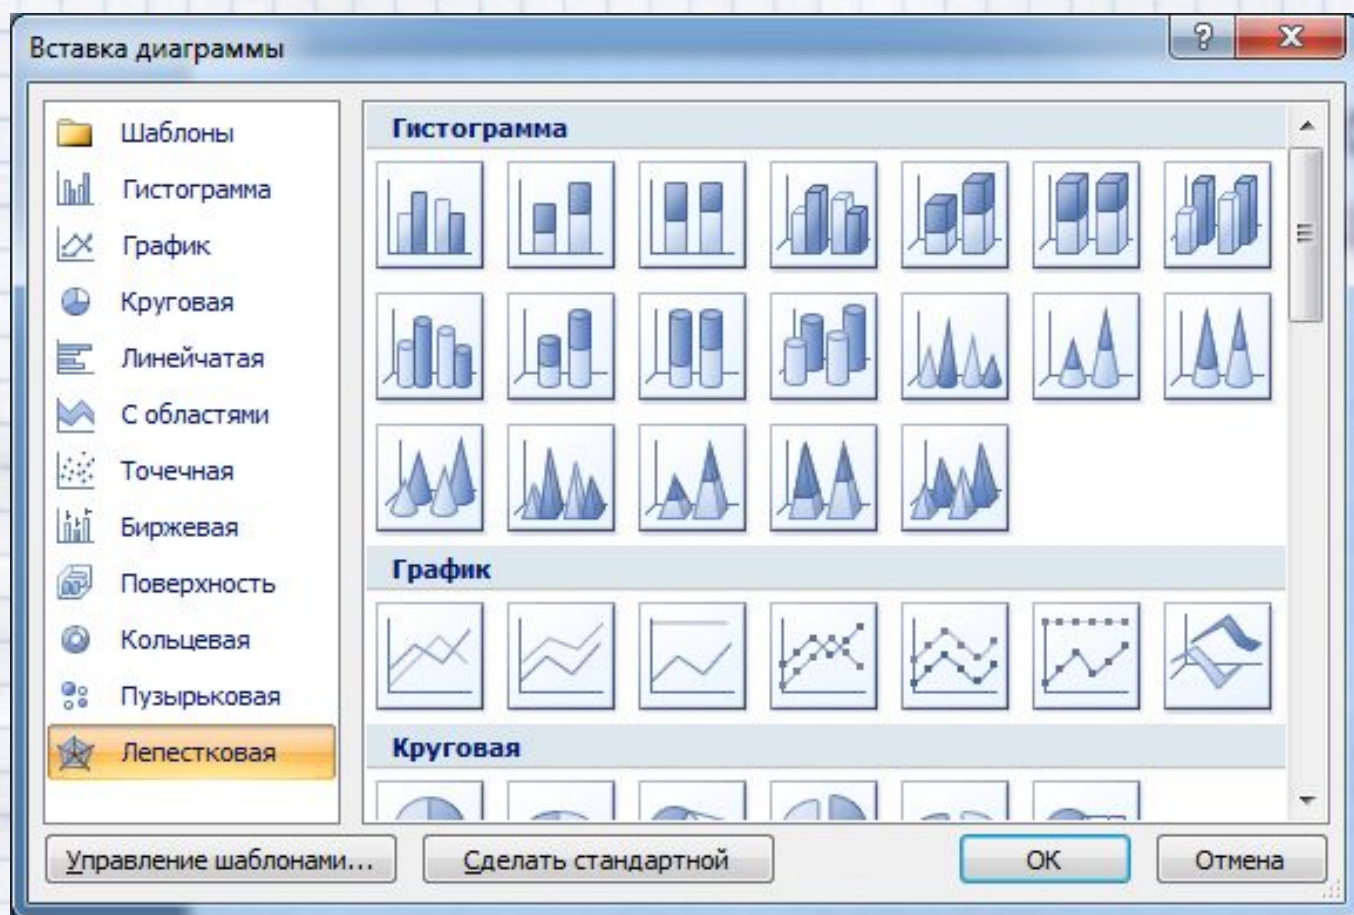 Вставка диаграммы
Шаблоны
Гистограмма
График
Круговая
Линейчатая
С областями
Точечная
Биржевая
Поверхность
Кольцевая
Пузырьковая
Лепестковая
Гистограмма
График
Круговая
Управление шаблонами...
Сделать стандартной
ОК
Отмена